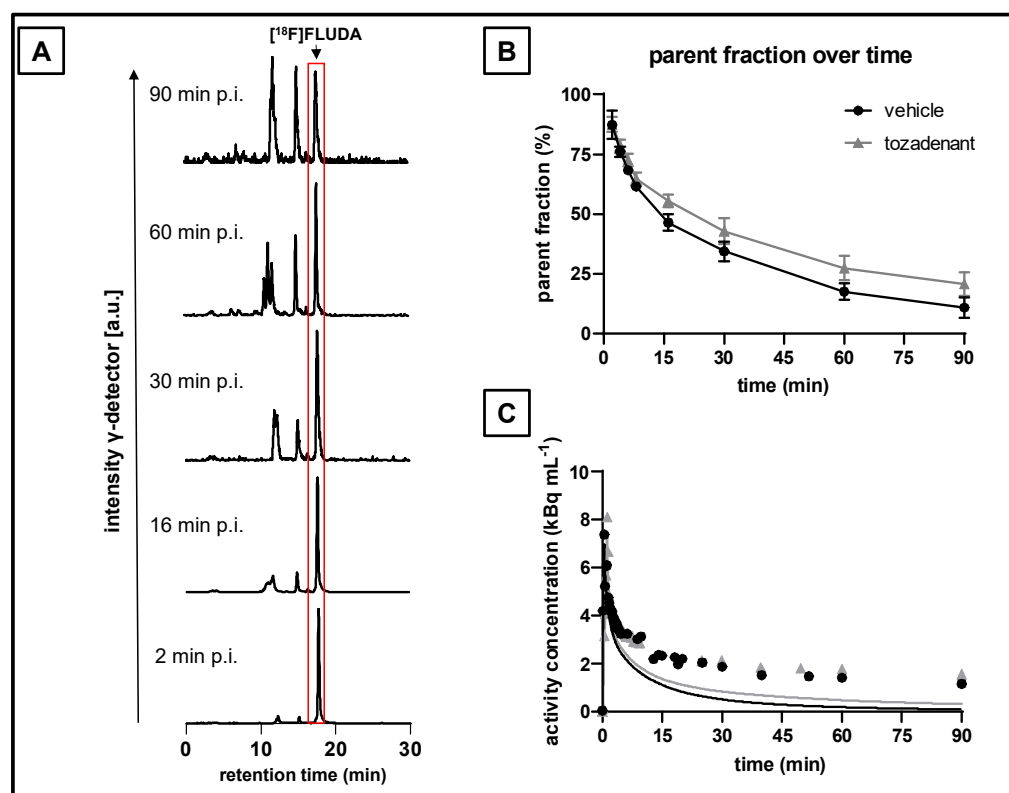 A
[¹⁸F]FLUDA
intensity γ-detector [a.u.]
90 min p.i.
60 min p.i.
30 min p.i.
16 min p.i.
2 min p.i.
0 10 20 30
retention time (min)
B
parent fraction over time
vehicle
tozadenant
parent fraction (%)
100
75
50
25
0
0 15 30 45 60 75 90
time (min)
C
activity concentration (kBq mL⁻¹)
10
8
6
4
2
0
0 15 30 45 60 75 90
time (min)